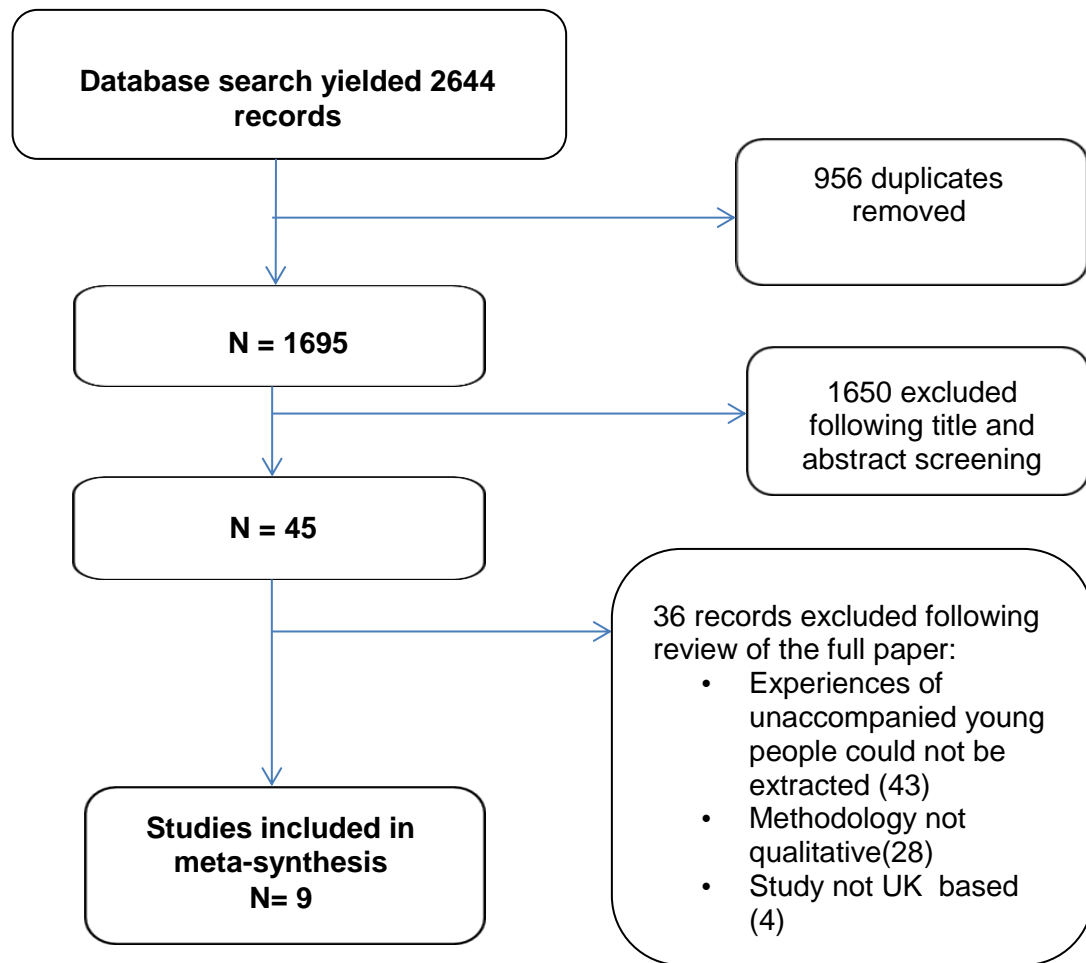 Database search yielded 2644
records
956 duplicates
removed
N = 1695
1650 excluded
following title and
abstract screening
N = 45
36 records excluded following
review of the full paper:
• Experiences of
unaccompanied young
people could not be
extracted (43)
• Methodology not
qualitative(28)
• Study not UK  based
(4)
Studies included in
meta-synthesis
N= 9